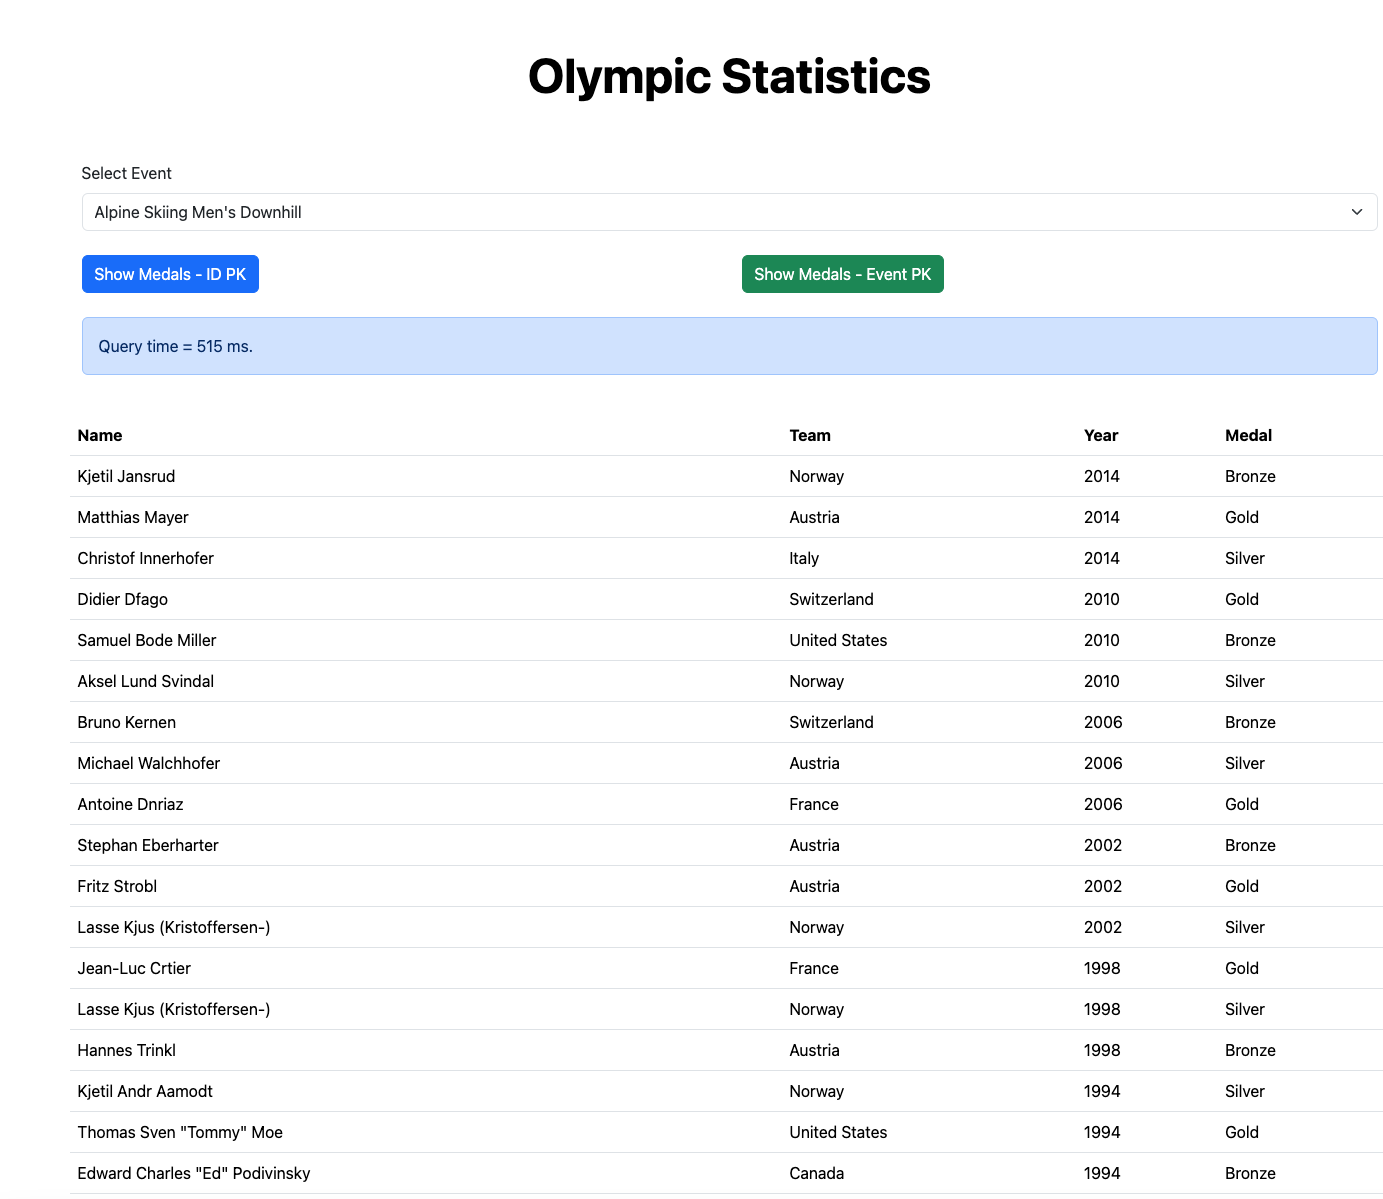 Olympic Statistics
Select Event
Alpine Skiing Men's Downhill
Show Medals - ID PK Show Medals - Event PK
Query time = 515 ms.
Name Team Year Medal
Kjetil Jansrud Norway 2014 Bronze
Matthias Mayer Austria 2014 Gold
Christof Innerhofer Italy 2014 Silver
Didier Dfago Switzerland 2010 Gold
Samuel Bode Miller United States 2010 Bronze
Aksel Lund Svindal Norway 2010 Silver
Bruno Kernen Switzerland 2006 Bronze
Michael Walchhofer Austria 2006 Silver
Antoine Dnriaz France 2006 Gold
Stephan Eberharter Austria 2002 Bronze
Fritz Strobl Austria 2002 Gold
Lasse Kjus (Kristoffersen-) Norway 2002 Silver
Jean-Luc Crtier France 1998 Gold
Lasse Kjus (Kristoffersen-) Norway 1998 Silver
Hannes Trinkl Austria 1998 Bronze
Kjetil Andr Aamodt Norway 1994 Silver
Thomas Sven "Tommy" Moe United States 1994 Gold
Edward Charles "Ed" Podivinsky Canada 1994 Bronze